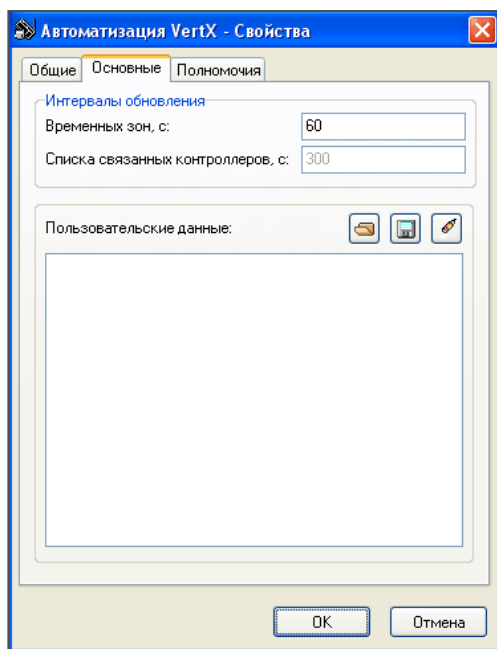 Автоматизация VertX - Свойства
Общие
Основные
Полномочия
Интервалы обновления
Временных зон, с:
60
Списка связанных контроллеров, с:
300
Пользовательские данные:
OK
Отмена